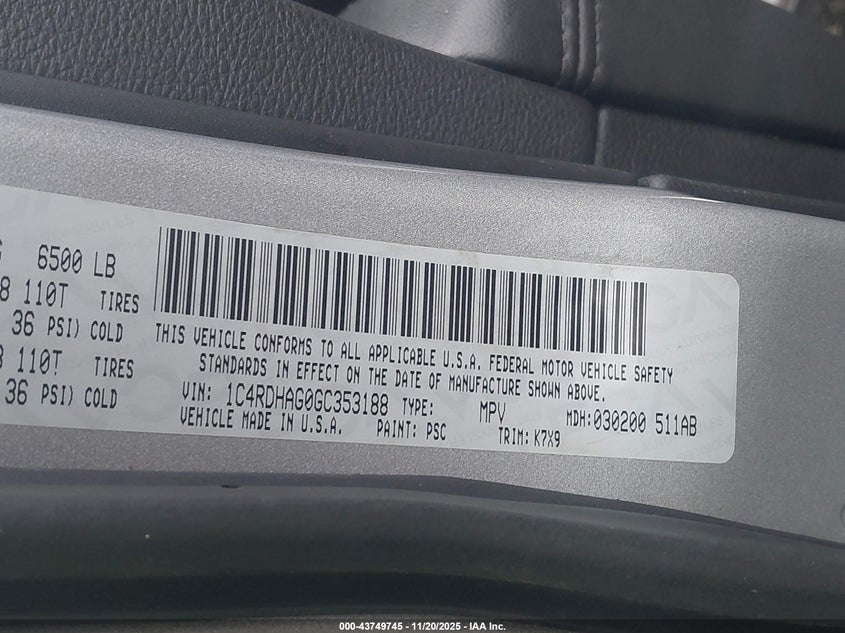 6500 LB
8 110T TIRES
36 PSI) COLD
110T TIRES
36 PSI) COLD
THIS VEHICLE CONFORMS TO ALL APPLICABLE U.S.A. FEDERAL MOTOR VEHICLE SAFETY
STANDARDS IN EFFECT ON THE DATE OF MANUFACTURE SHOWN ABOVE.
VIN: 1C4RDHAG0GC353188 TYPE: MPV MDH:030200 511AB
VEHICLE MADE IN U.S.A. PAINT: PSC TRIM: K7X9
000-43749745 - 11/20/2025 - IAA Inc.